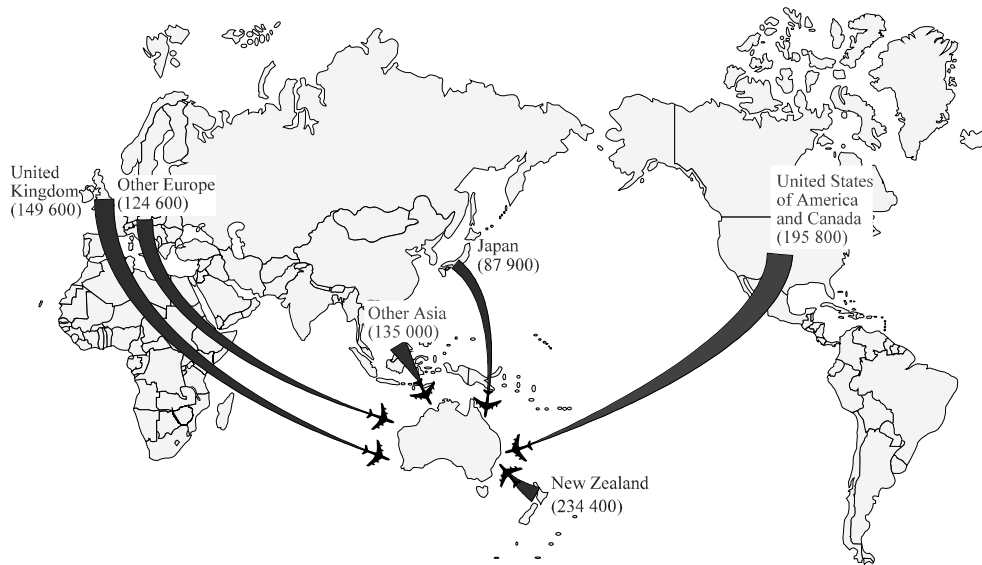 United
Kingdom
(149 600)
Other Europe
(124 600)
United States
of America
and Canada
(195 800)
Japan
(87 900)
Other Asia
(135 000)
New Zealand
(234 400)